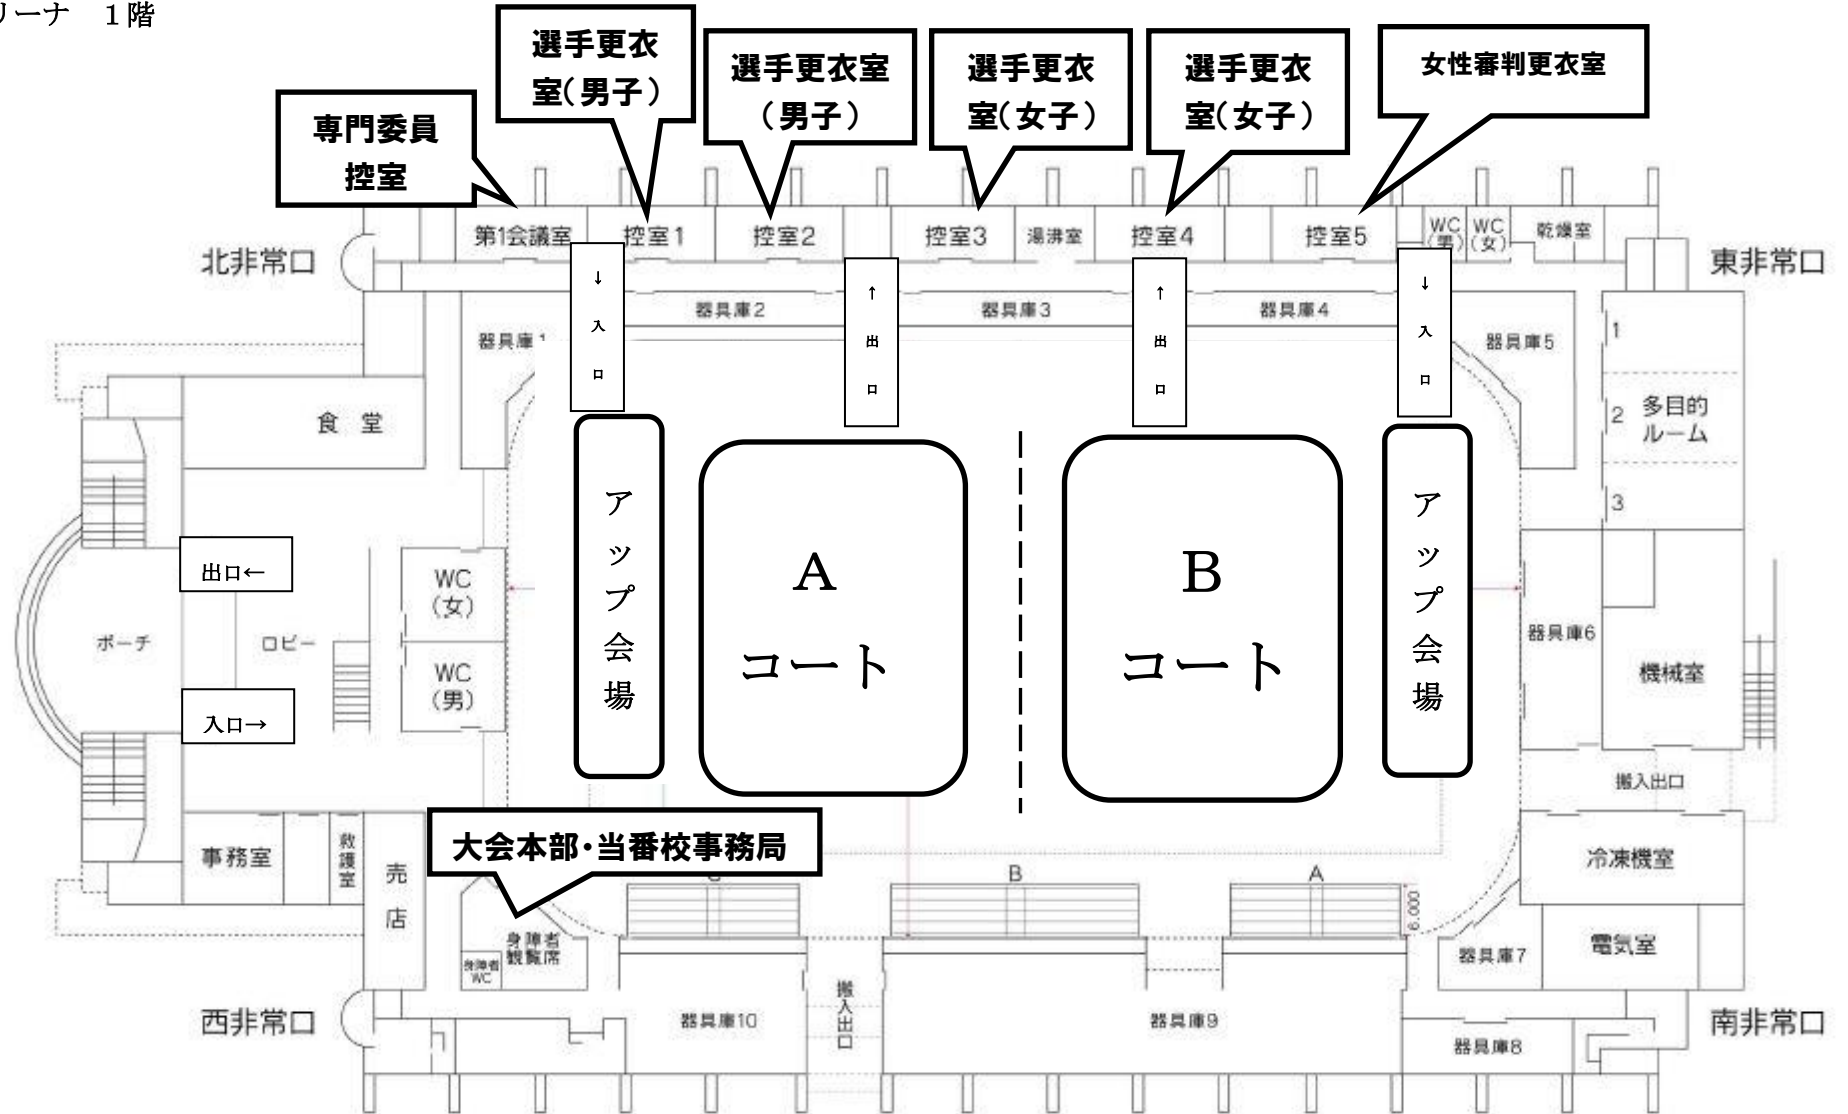 リーナ　１階
選手更衣
室(男子)
選手更衣室
(男子)
選手更衣
室(女子)
選手更衣
室(女子)
女性審判更衣室
専門委員
控室
第1会議室
控室1
控室2
控室3
湯沸室
控室4
控室5
WC
(男)
WC
(女)
乾燥室
北非常口
東非常口
↓入口
↑出口
↑出口
↓入口
器具庫1
器具庫2
器具庫3
器具庫4
器具庫5
1
2
3
多目的
ルーム
食 堂
アップ会場
A
コート
B
コート
アップ会場
出口←
WC
(女)
ポーチ
ロビー
WC
(男)
入口→
器具庫6
機械室
搬入出口
事務室
救護室
売店
大会本部・当番校事務局
冷凍機室
B
A
6.000
身障者
観覧席
身障者
WC
器具庫7
電気室
西非常口
器具庫10
搬入出口
器具庫9
器具庫8
南非常口